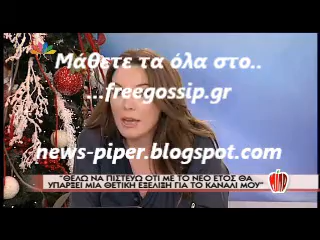 Μάθετε τα όλα στο..
...freegossip.gr
news-piper.blogspot.com
"ΘΕΛΩ ΝΑ ΠΙΣΤΕΥΩ ΟΤΙ ΜΕ ΤΟ ΝΕΟ ΕΤΟΣ ΘΑ
ΥΠΑΡΞΕΙ ΜΙΑ ΘΕΤΙΚΗ ΕΞΕΛΙΞΗ ΓΙΑ ΤΟ ΚΑΝΑΛΙ ΜΟΥ"